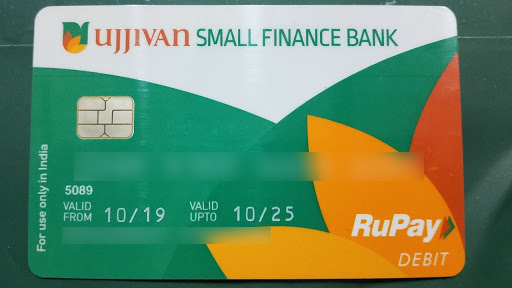 UJJIVAN SMALL FINANCE BANK
For use only in India
5089
VALID FROM 10/19 VALID UPTO 10/25
RuPay
DEBIT